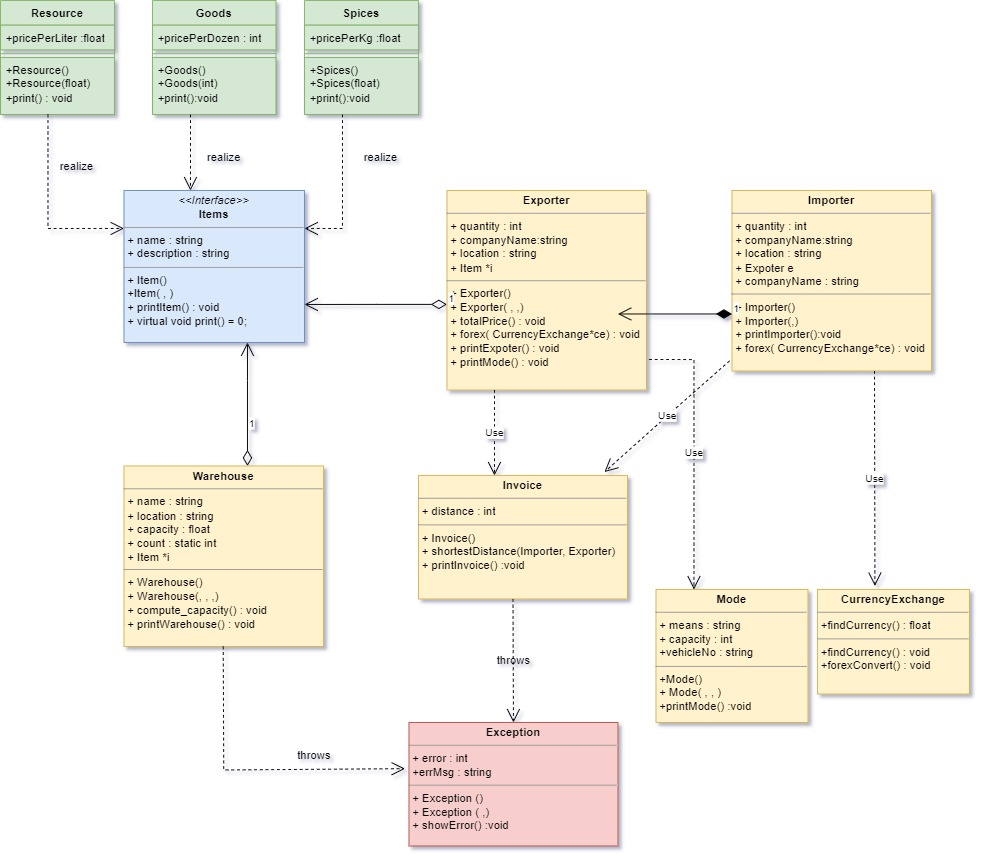 Resource
+pricePerLiter :float
+Resource()
+Resource(float)
+print() : void
Goods
+pricePerDozen : int
+Goods()
+Goods(int)
+print():void
Spices
+pricePerKg :float
+Spices()
+Spices(float)
+print():void
realize
realize
realize
<<Interface>>
Items
+ name : string
+ description : string
+ Item()
+Item( , )
+ printItem() : void
+ virtual void print() = 0;
Exporter
+ quantity : int
+ companyName:string
+ location : string
+ Item *i
1
+ Exporter()
+ Exporter( , ,)
+ totalPrice() : void
+ forex( CurrencyExchange*ce) : void
+ printExpoter() : void
+ printMode() : void
Importer
+ quantity : int
+ companyName:string
+ location : string
+ Expoter e
+ companyName : string
1
+ Importer()
+ Importer(,)
+ printImporter():void
+ forex( CurrencyExchange*ce) : void
1
Use
Use
Use
Use
Warehouse
+ name : string
+ location : string
+ capacity : float
+ count : static int
+ Item *i
+ Warehouse()
+ Warehouse(, , ,)
+ compute_capacity() : void
+ printWarehouse() : void
Invoice
+ distance : int
+ Invoice()
+ shortestDistance(Importer, Exporter)
+ printInvoice() :void
Mode
+ means : string
+ capacity : int
+vehicleNo : string
+Mode()
+ Mode( , , )
+printMode() :void
CurrencyExchange
+findCurrency() : float
+findCurrency() : void
+forexConvert() : void
throws
throws
Exception
+ error : int
+errMsg : string
+ Exception ()
+ Exception ( ,)
+ showError() :void